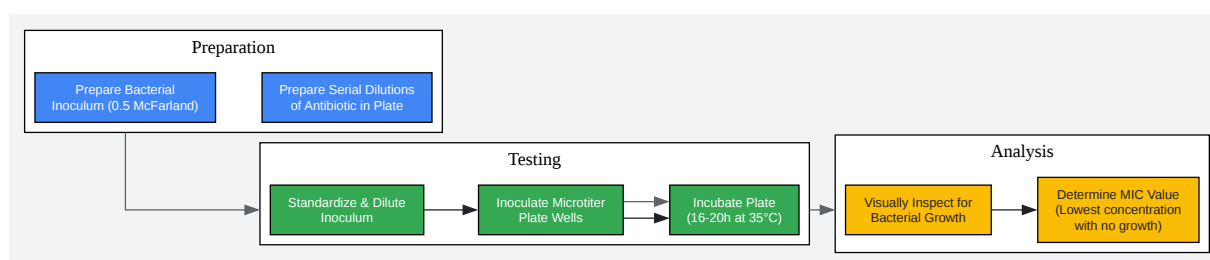 Preparation
Prepare Bacterial
Inoculum (0.5 McFarland)
Prepare Serial Dilutions
of Antibiotic in Plate
Testing
Standardize & Dilute
Inoculum
Inoculate Microtiter
Plate Wells
Incubate Plate
(16-20h at 35°C)
Analysis
Visually Inspect for
Bacterial Growth
Determine MIC Value
(Lowest concentration
with no growth)